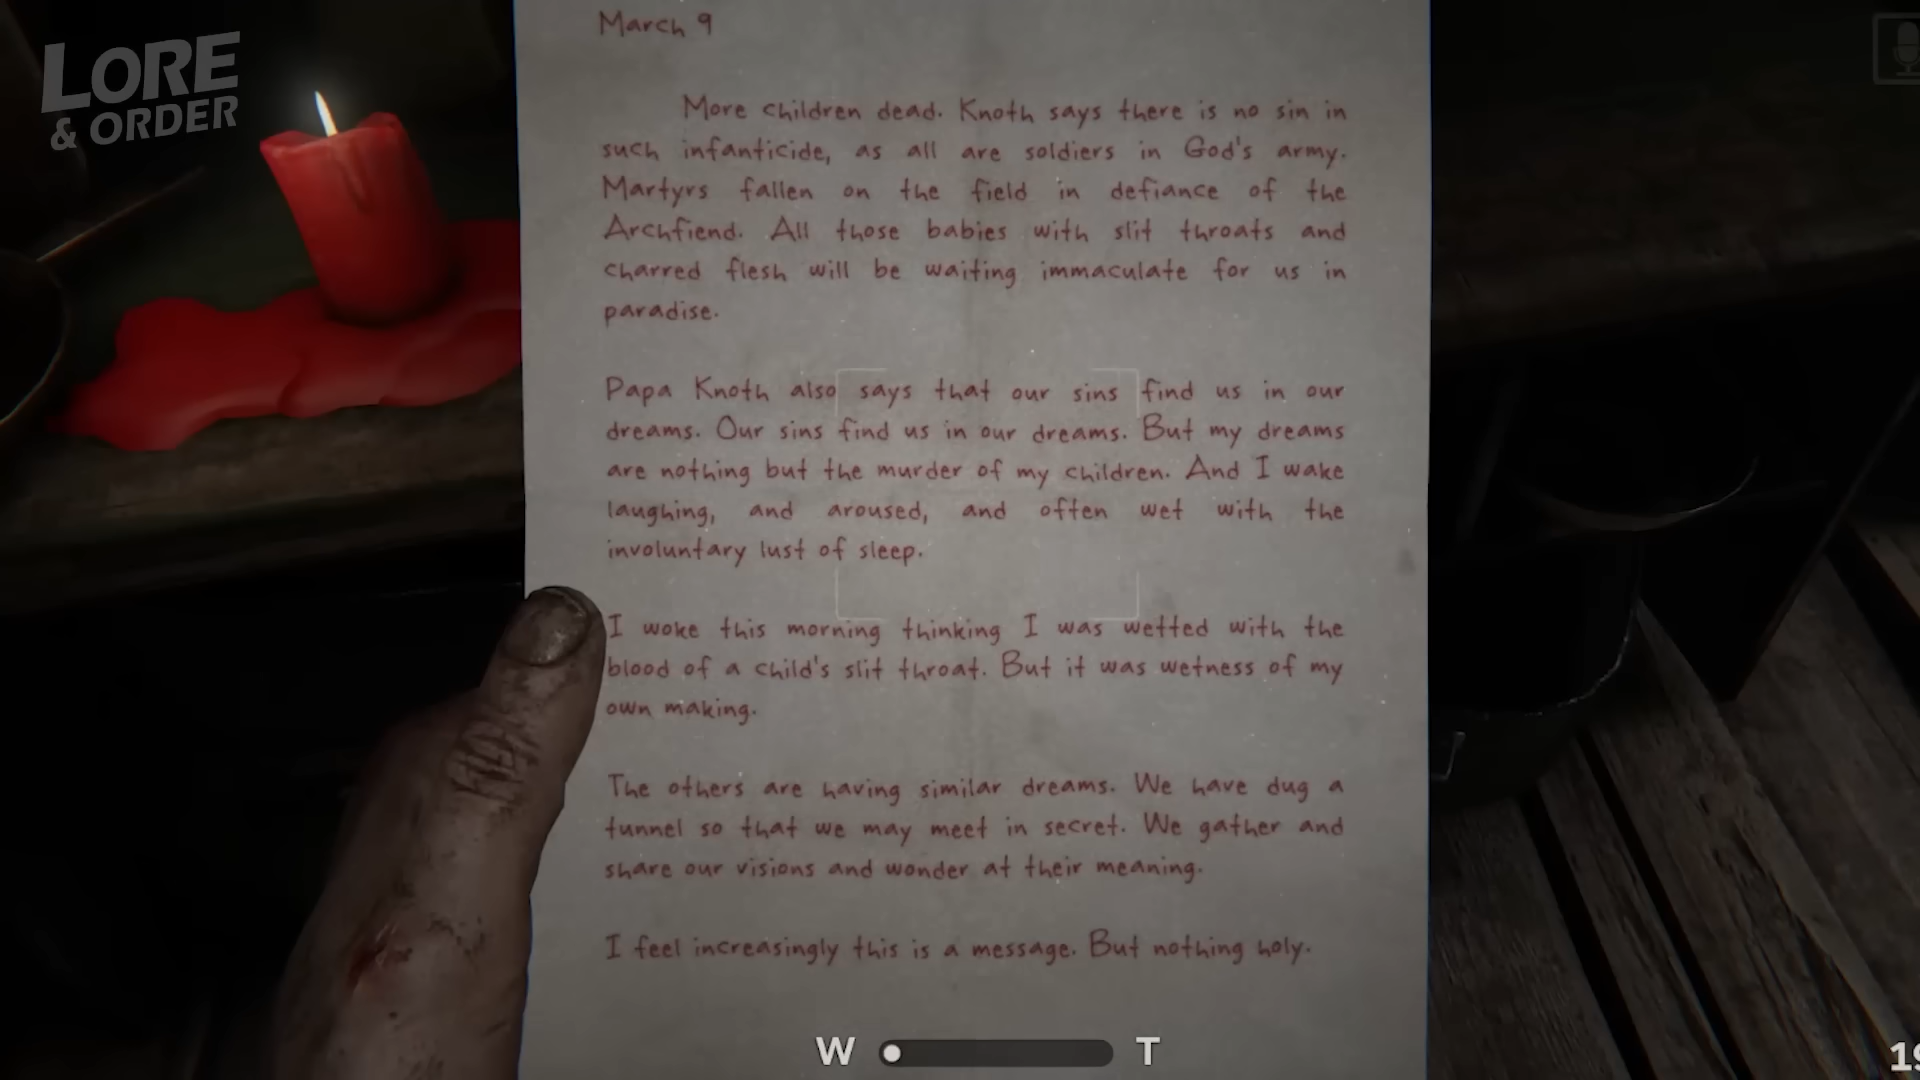 LORE
& ORDER
March 9
More children dead. Knoth says there is no sin in
such infanticide, as all are soldiers in God's army.
Martyrs fallen on the field in defiance of the
Archfiend. All those babies with slit throats and
charred flesh will be waiting immaculate for us in
paradise.
Papa Knoth also says that our sins find us in our
dreams. Our sins find us in our dreams. But my dreams
are nothing but the murder of my children. And I wake
laughing, and aroused, and often wet with the
involuntary lust of sleep.
I woke this morning thinking I was wetted with the
blood of a child's slit throat. But it was wetness of my
own making.
The others are having similar dreams. We have dug a
tunnel so that we may meet in secret. We gather and
share our visions and wonder at their meaning.
I feel increasingly this is a message. But nothing holy.
W T